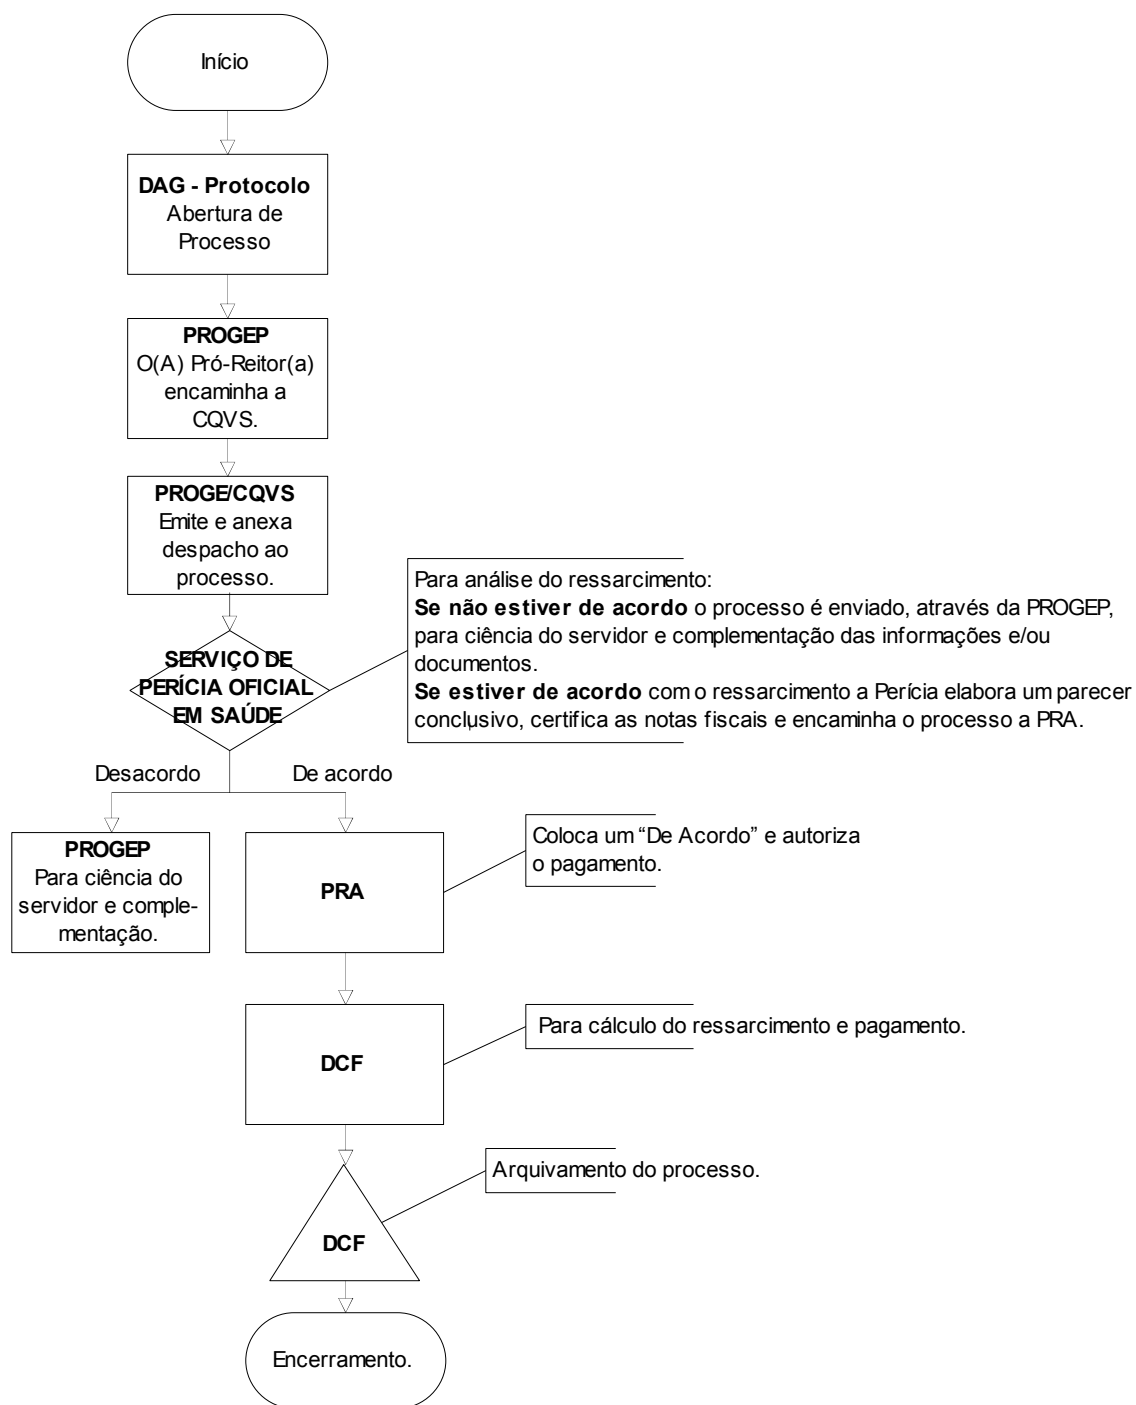 Início
DAG - Protocolo
Abertura de
Processo
PROGEP
O(A) Pró-Reitor(a)
encaminha a
CQVS.
PROGE/CQVS
Emite e anexa
despacho ao
processo.
Para análise do ressarcimento:
Se não estiver de acordo o processo é enviado, através da PROGEP,
para ciência do servidor e complementação das informações e/ou
documentos.
Se estiver de acordo com o ressarcimento a Perícia elabora um parecer
conclusivo, certifica as notas fiscais e encaminha o processo a PRA.
SERVIÇO DE
PERÍCIA OFICIAL
EM SAÚDE
Desacordo
De acordo
PROGEP
Para ciência do
servidor e comple-
mentação.
PRA
Coloca um “De Acordo” e autoriza
o pagamento.
DCF
Para cálculo do ressarcimento e pagamento.
DCF
Arquivamento do processo.
Encerramento.